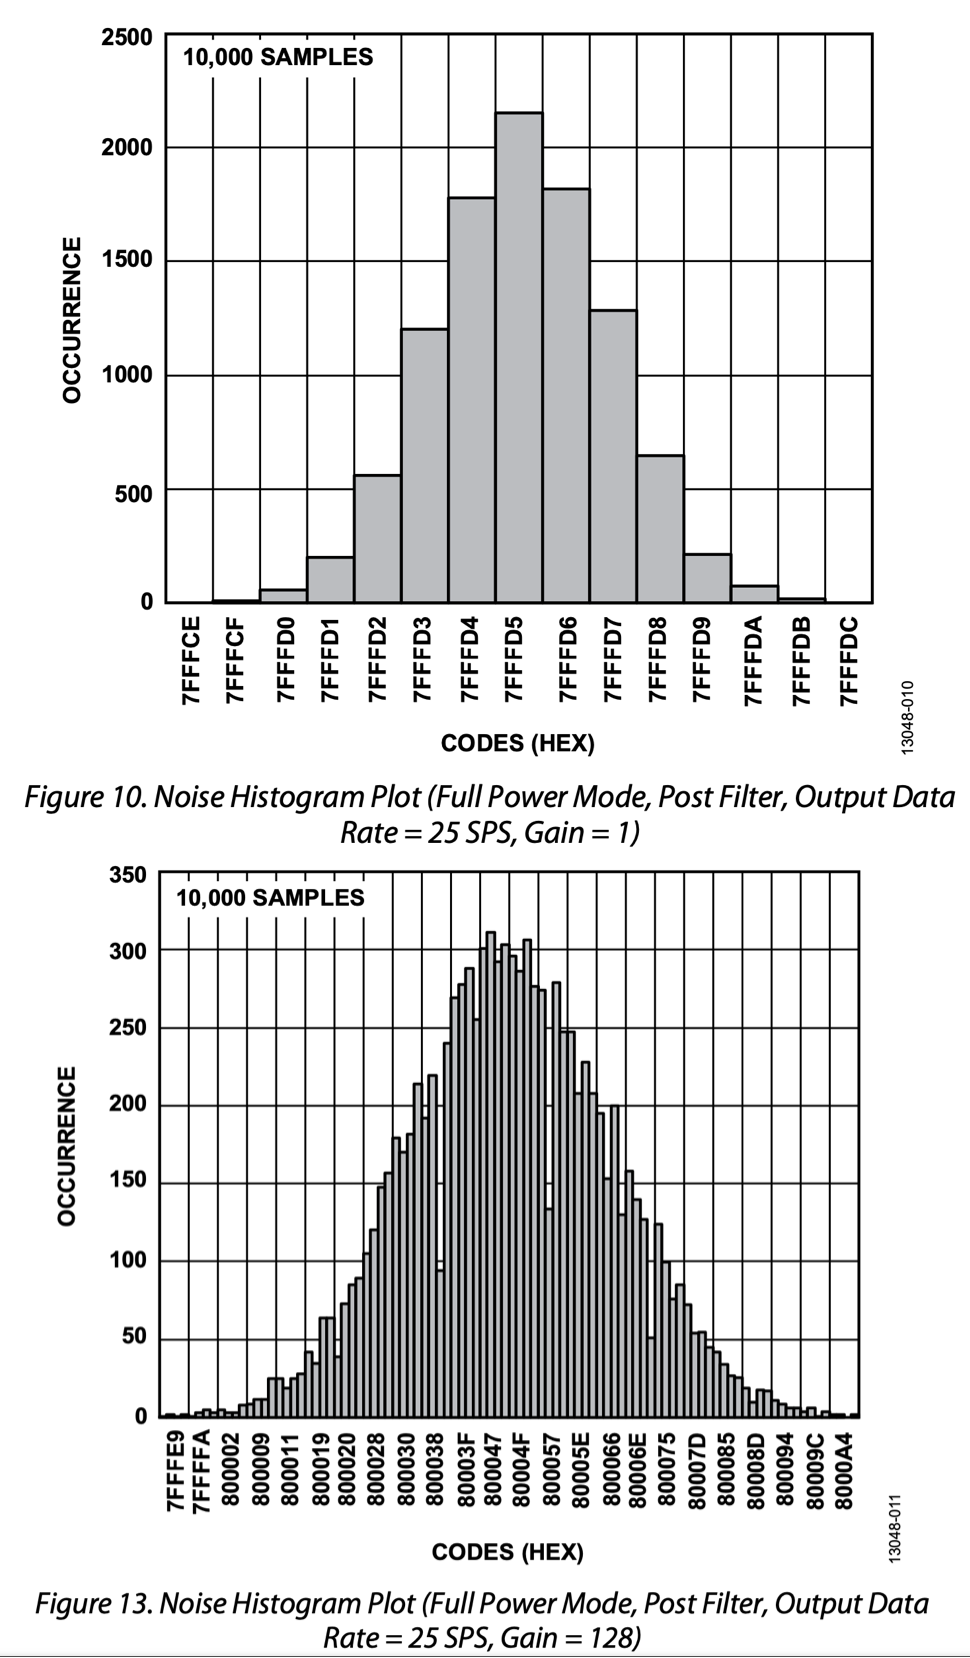 2500
10,000 SAMPLES
2000
1500
1000
500
0
OCCURRENCE
7FFFCE
7FFFCF
7FFFD0
7FFFD1
7FFFD2
7FFFD3
7FFFD4
7FFFD5
7FFFD6
7FFFD7
7FFFD8
7FFFD9
7FFFDA
7FFFDB
7FFFDC
CODES (HEX)
13048-010
Figure 10. Noise Histogram Plot (Full Power Mode, Post Filter, Output Data
Rate = 25 SPS, Gain = 1)
350
10,000 SAMPLES
300
250
200
150
100
50
0
OCCURRENCE
7FFFE9
7FFFFA
800002
800009
800011
800019
800020
800028
800030
800038
80003F
800047
80004F
800057
80005E
800066
80006E
800075
80007D
800085
80008D
800094
80009C
8000A4
CODES (HEX)
13048-011
Figure 13. Noise Histogram Plot (Full Power Mode, Post Filter, Output Data
Rate = 25 SPS, Gain = 128)